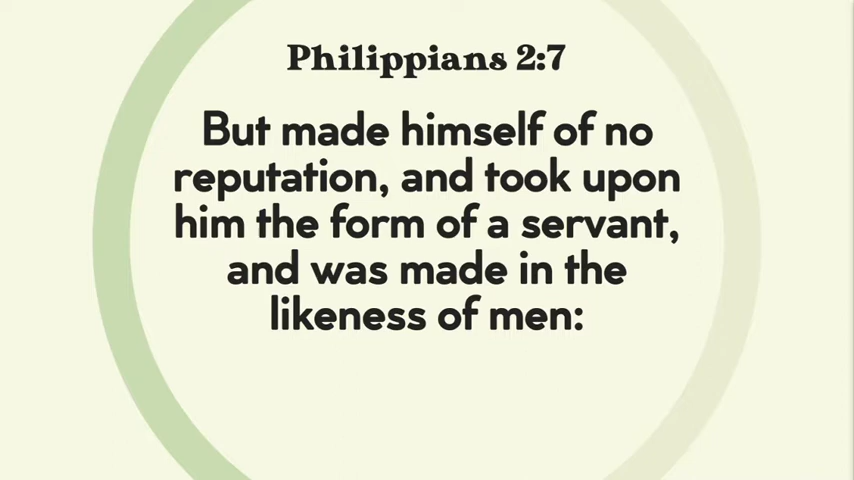 Philippians 2:7
But made himself of no
reputation, and took upon
him the form of a servant,
and was made in the
likeness of men: